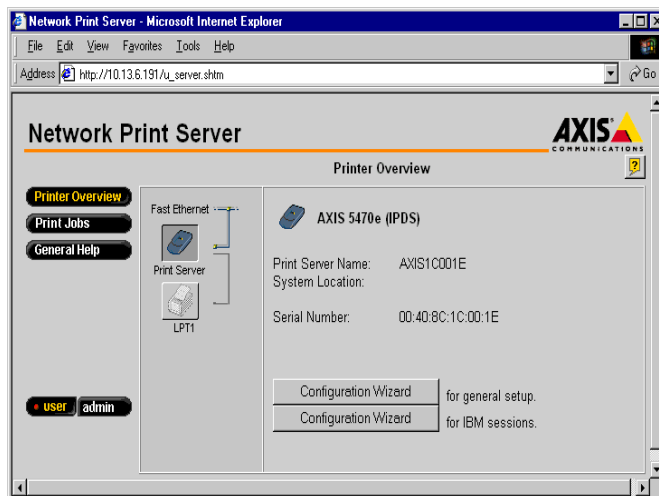 Network Print Server - Microsoft Internet Explorer
File Edit View Favorites Tools Help
Address http://10.13.6.191/u_server.shtm Go
Network Print Server
AXIS
COMMUNICATIONS
Printer Overview
?
Printer Overview
Print Jobs
General Help
user admin
Fast Ethernet
Print Server
LPT1
AXIS 5470e (IPDS)
Print Server Name: AXIS1C001E
System Location:
Serial Number: 00:40:8C:1C:00:1E
Configuration Wizard for general setup.
Configuration Wizard for IBM sessions.